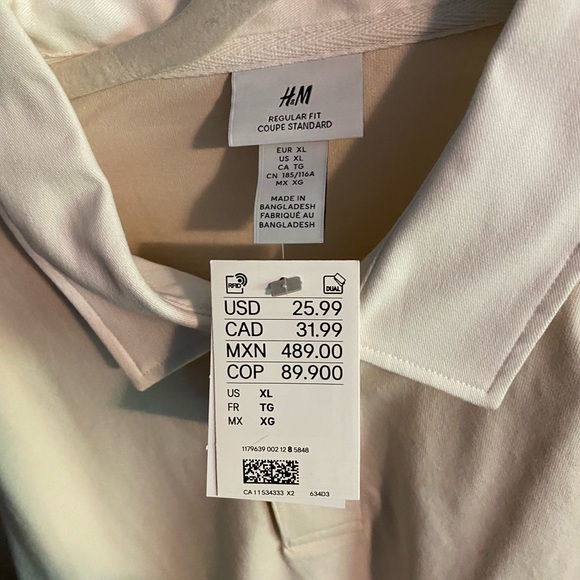 H&M
REGULAR FIT
COUPE STANDARD
EUR XL
US XL
CA TG
CN 185/116A
MX XG
MADE IN
BANGLADESH
FABRIQUÉ AU
BANGLADESH
RFID DUAL
USD 25.99
CAD 31.99
MXN 489.00
COP 89.900
US XL
FR TG
MX XG
1179639 002 12 8 5848
CA 11 534333 X2 634D3